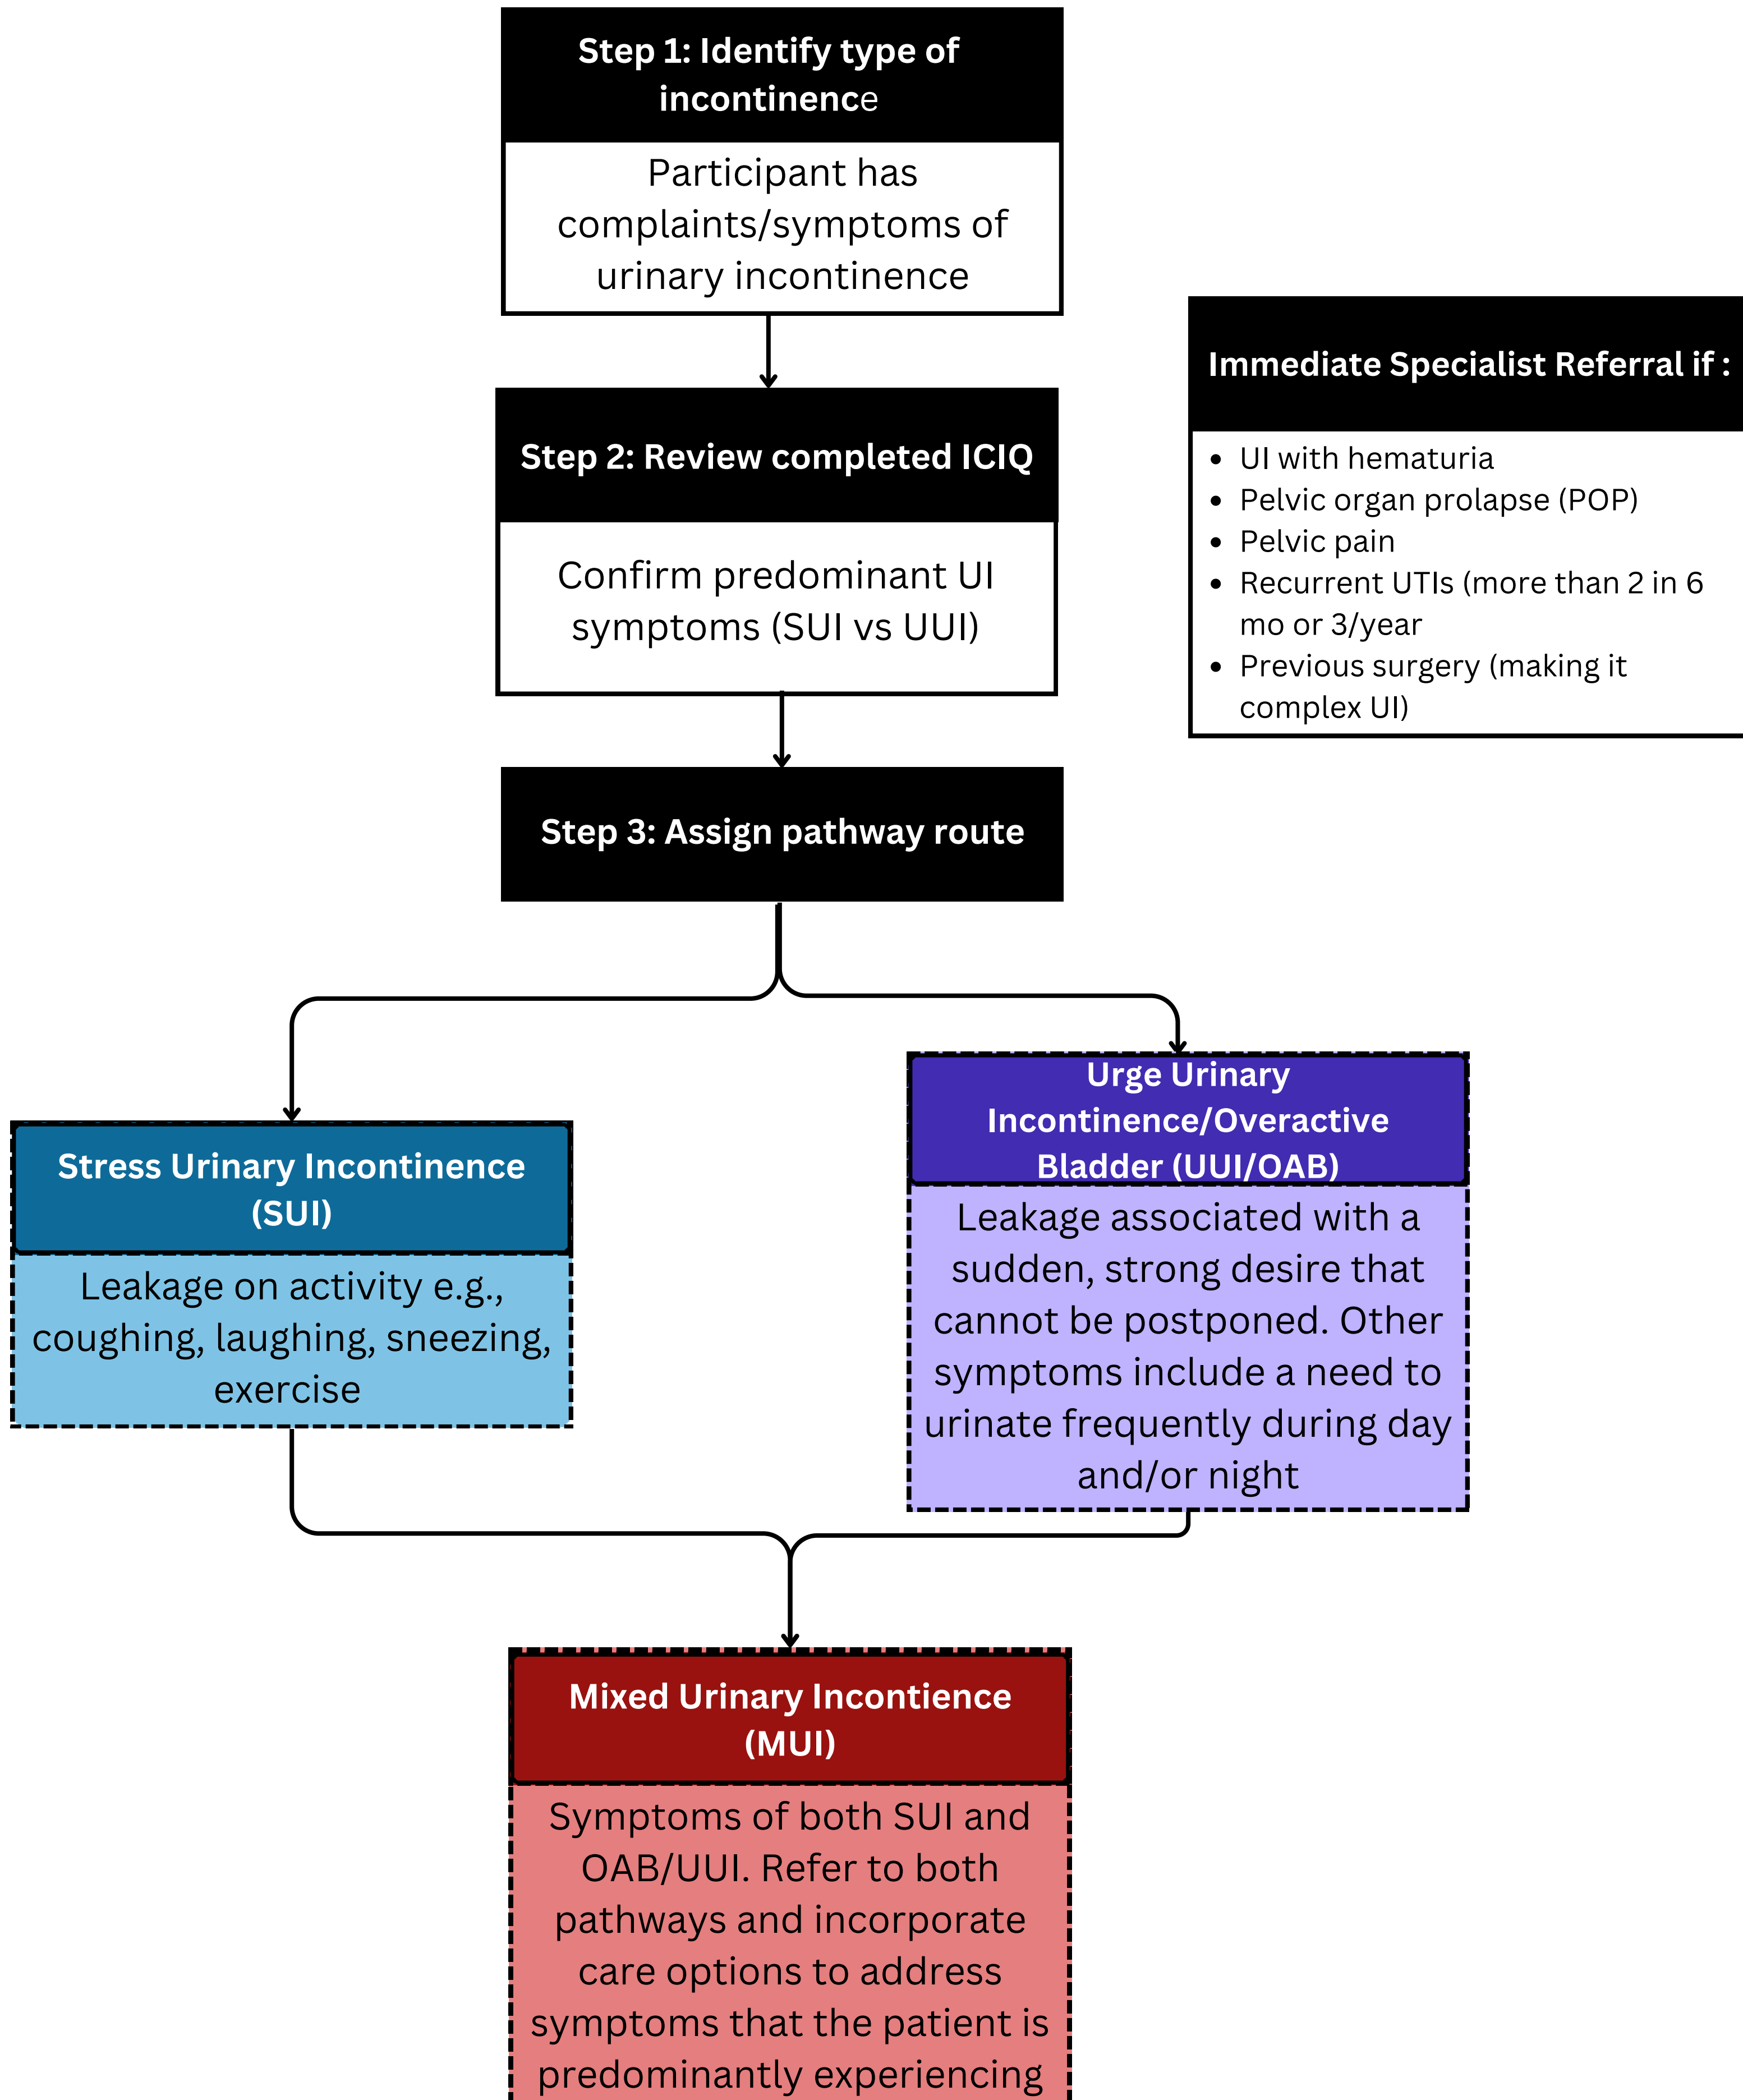 Step 1: Identify type of
incontinence
Participant has
complaints/symptoms of
urinary incontinence
Immediate Specialist Referral if :
• UI with hematuria
• Pelvic organ prolapse (POP)
• Pelvic pain
• Recurrent UTIs (more than 2 in 6
mo or 3/year
• Previous surgery (making it
complex UI)
Step 2: Review completed ICIQ
Confirm predominant UI
symptoms (SUI vs UUI)
Step 3: Assign pathway route
Stress Urinary Incontinence
(SUI)
Leakage on activity e.g.,
coughing, laughing, sneezing,
exercise
Urge Urinary
Incontinence/Overactive
Bladder (UUI/OAB)
Leakage associated with a
sudden, strong desire that
cannot be postponed. Other
symptoms include a need to
urinate frequently during day
and/or night
Mixed Urinary Incontience
(MUI)
Symptoms of both SUI and
OAB/UUI. Refer to both
pathways and incorporate
care options to address
symptoms that the patient is
predominantly experiencing